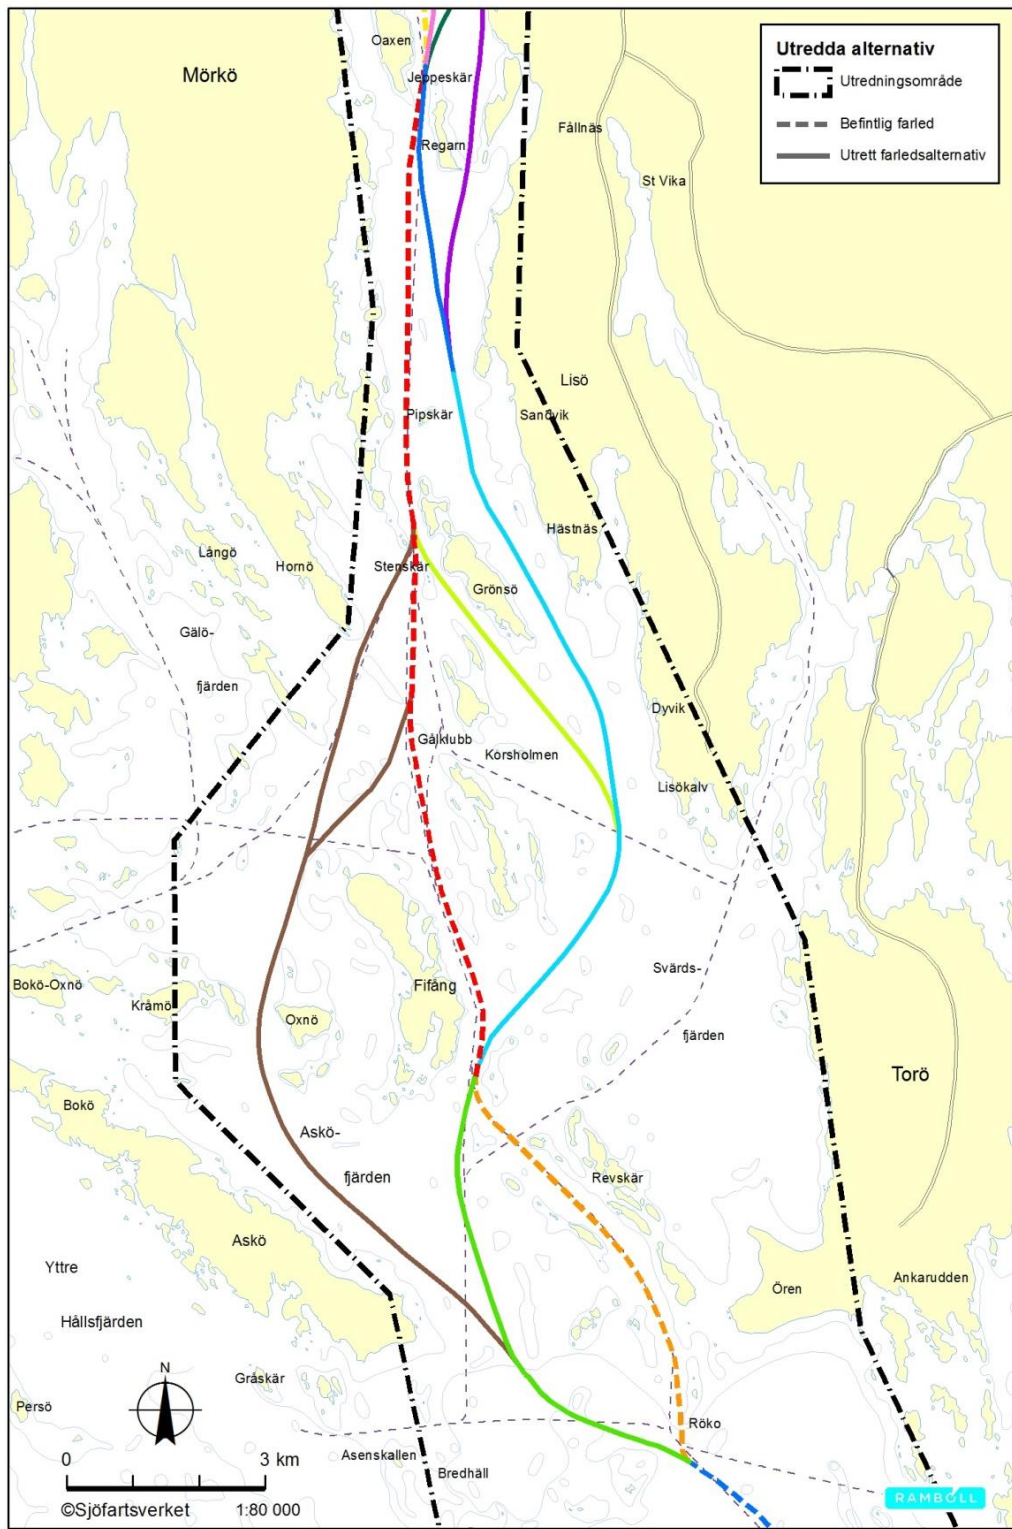 Utredda alternativ
Utredningsområde
Befintlig farled
Utrett farledsalternativ
Oaxen
Mörkö
Jeppeskär
Fållnäs
Regarn
St Vika
Lisö
Pipskär
Sandvik
Hästnäs
Långö
Hornö
Stenskär
Grönsö
Gälö-
fjärden
Dyvik
Gålklubb
Korsholmen
Lisökalv
Svärds-
fjärden
Bokö-Oxnö
Kråmö
Oxnö
Fifång
Torö
Bokö
Askö-
fjärden
Revskär
Askö
Yttre
Hållsfjärden
Ören
Ankarudden
N
Gråskär
Persö
Röko
Asenskallen
Bredhäll
0 3 km
©Sjöfartsverket 1:80 000
RAMBOLL